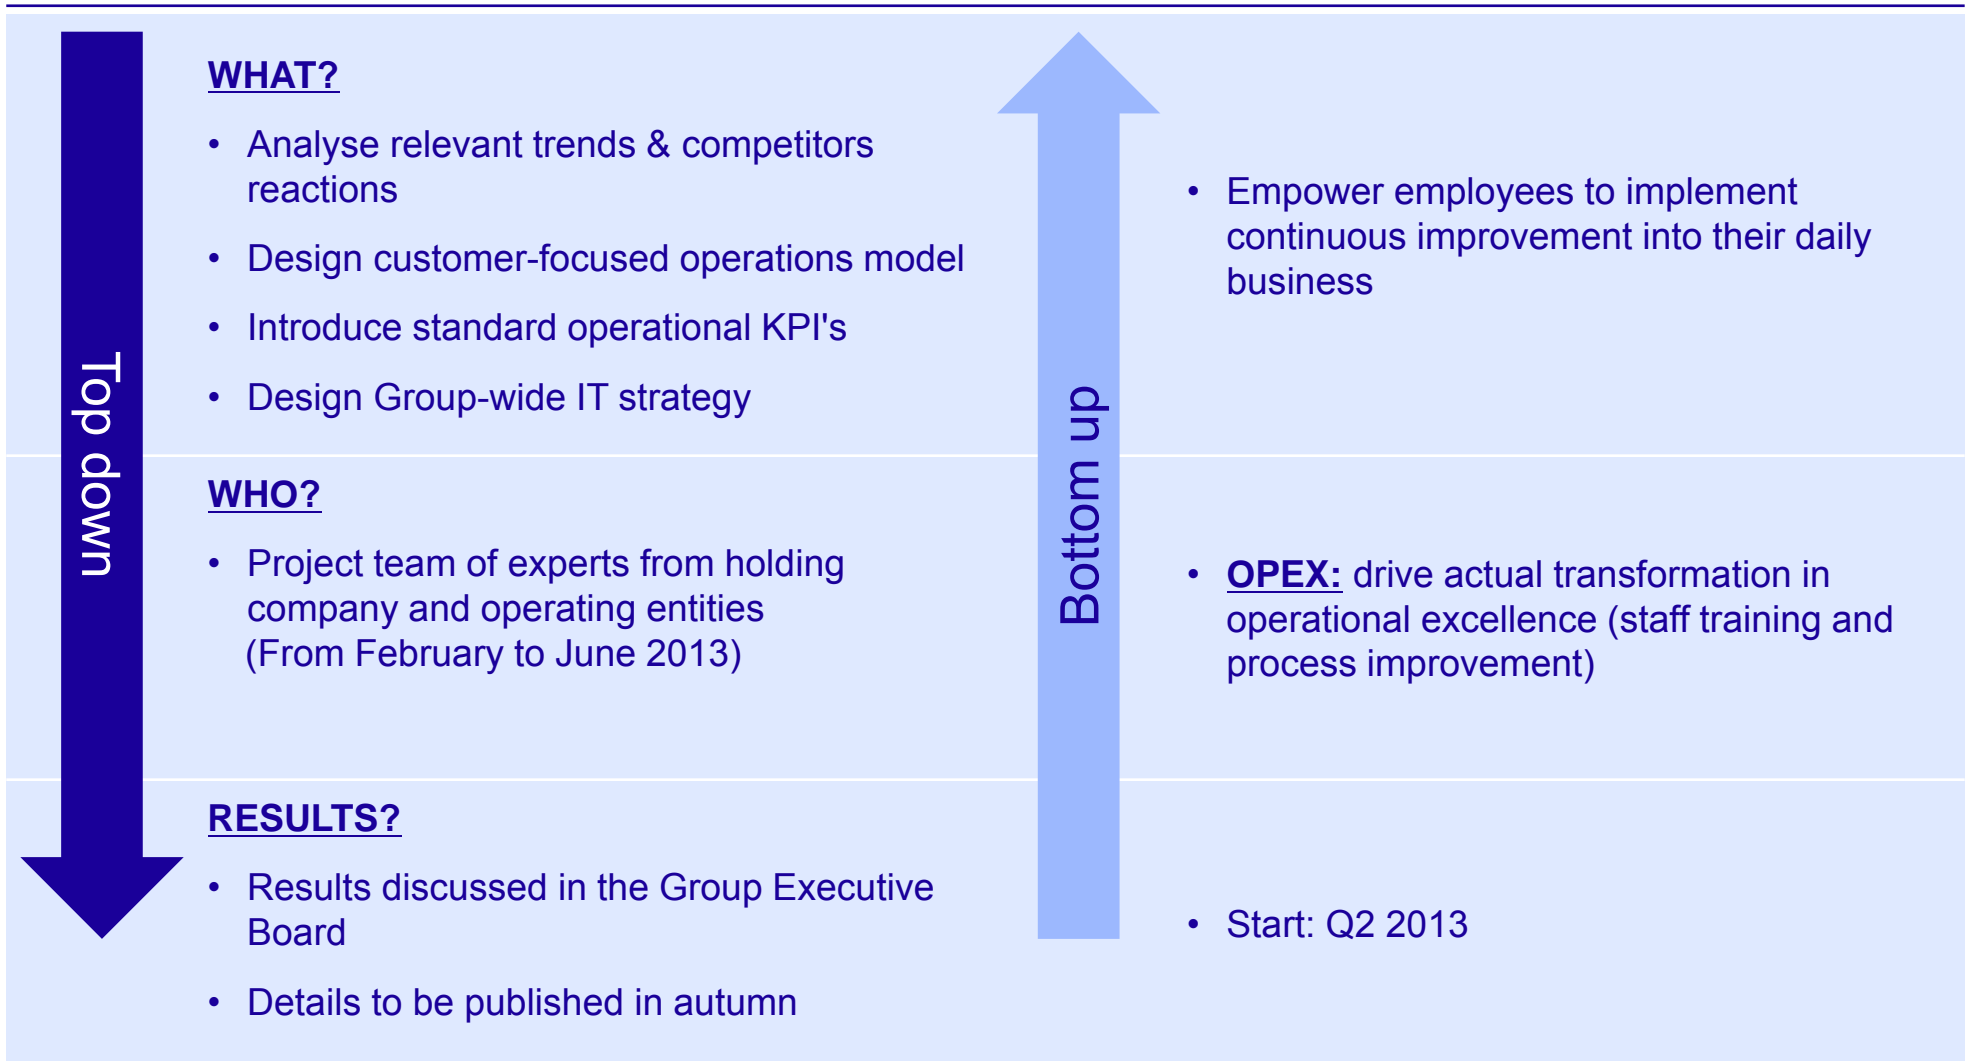 Top down
WHAT?
• Analyse relevant trends & competitors
reactions
• Design customer-focused operations model
• Introduce standard operational KPI's
• Design Group-wide IT strategy
WHO?
• Project team of experts from holding
company and operating entities
(From February to June 2013)
RESULTS?
• Results discussed in the Group Executive
Board
• Details to be published in autumn
Bottom up
• Empower employees to implement
continuous improvement into their daily
business
• OPEX: drive actual transformation in
operational excellence (staff training and
process improvement)
• Start: Q2 2013